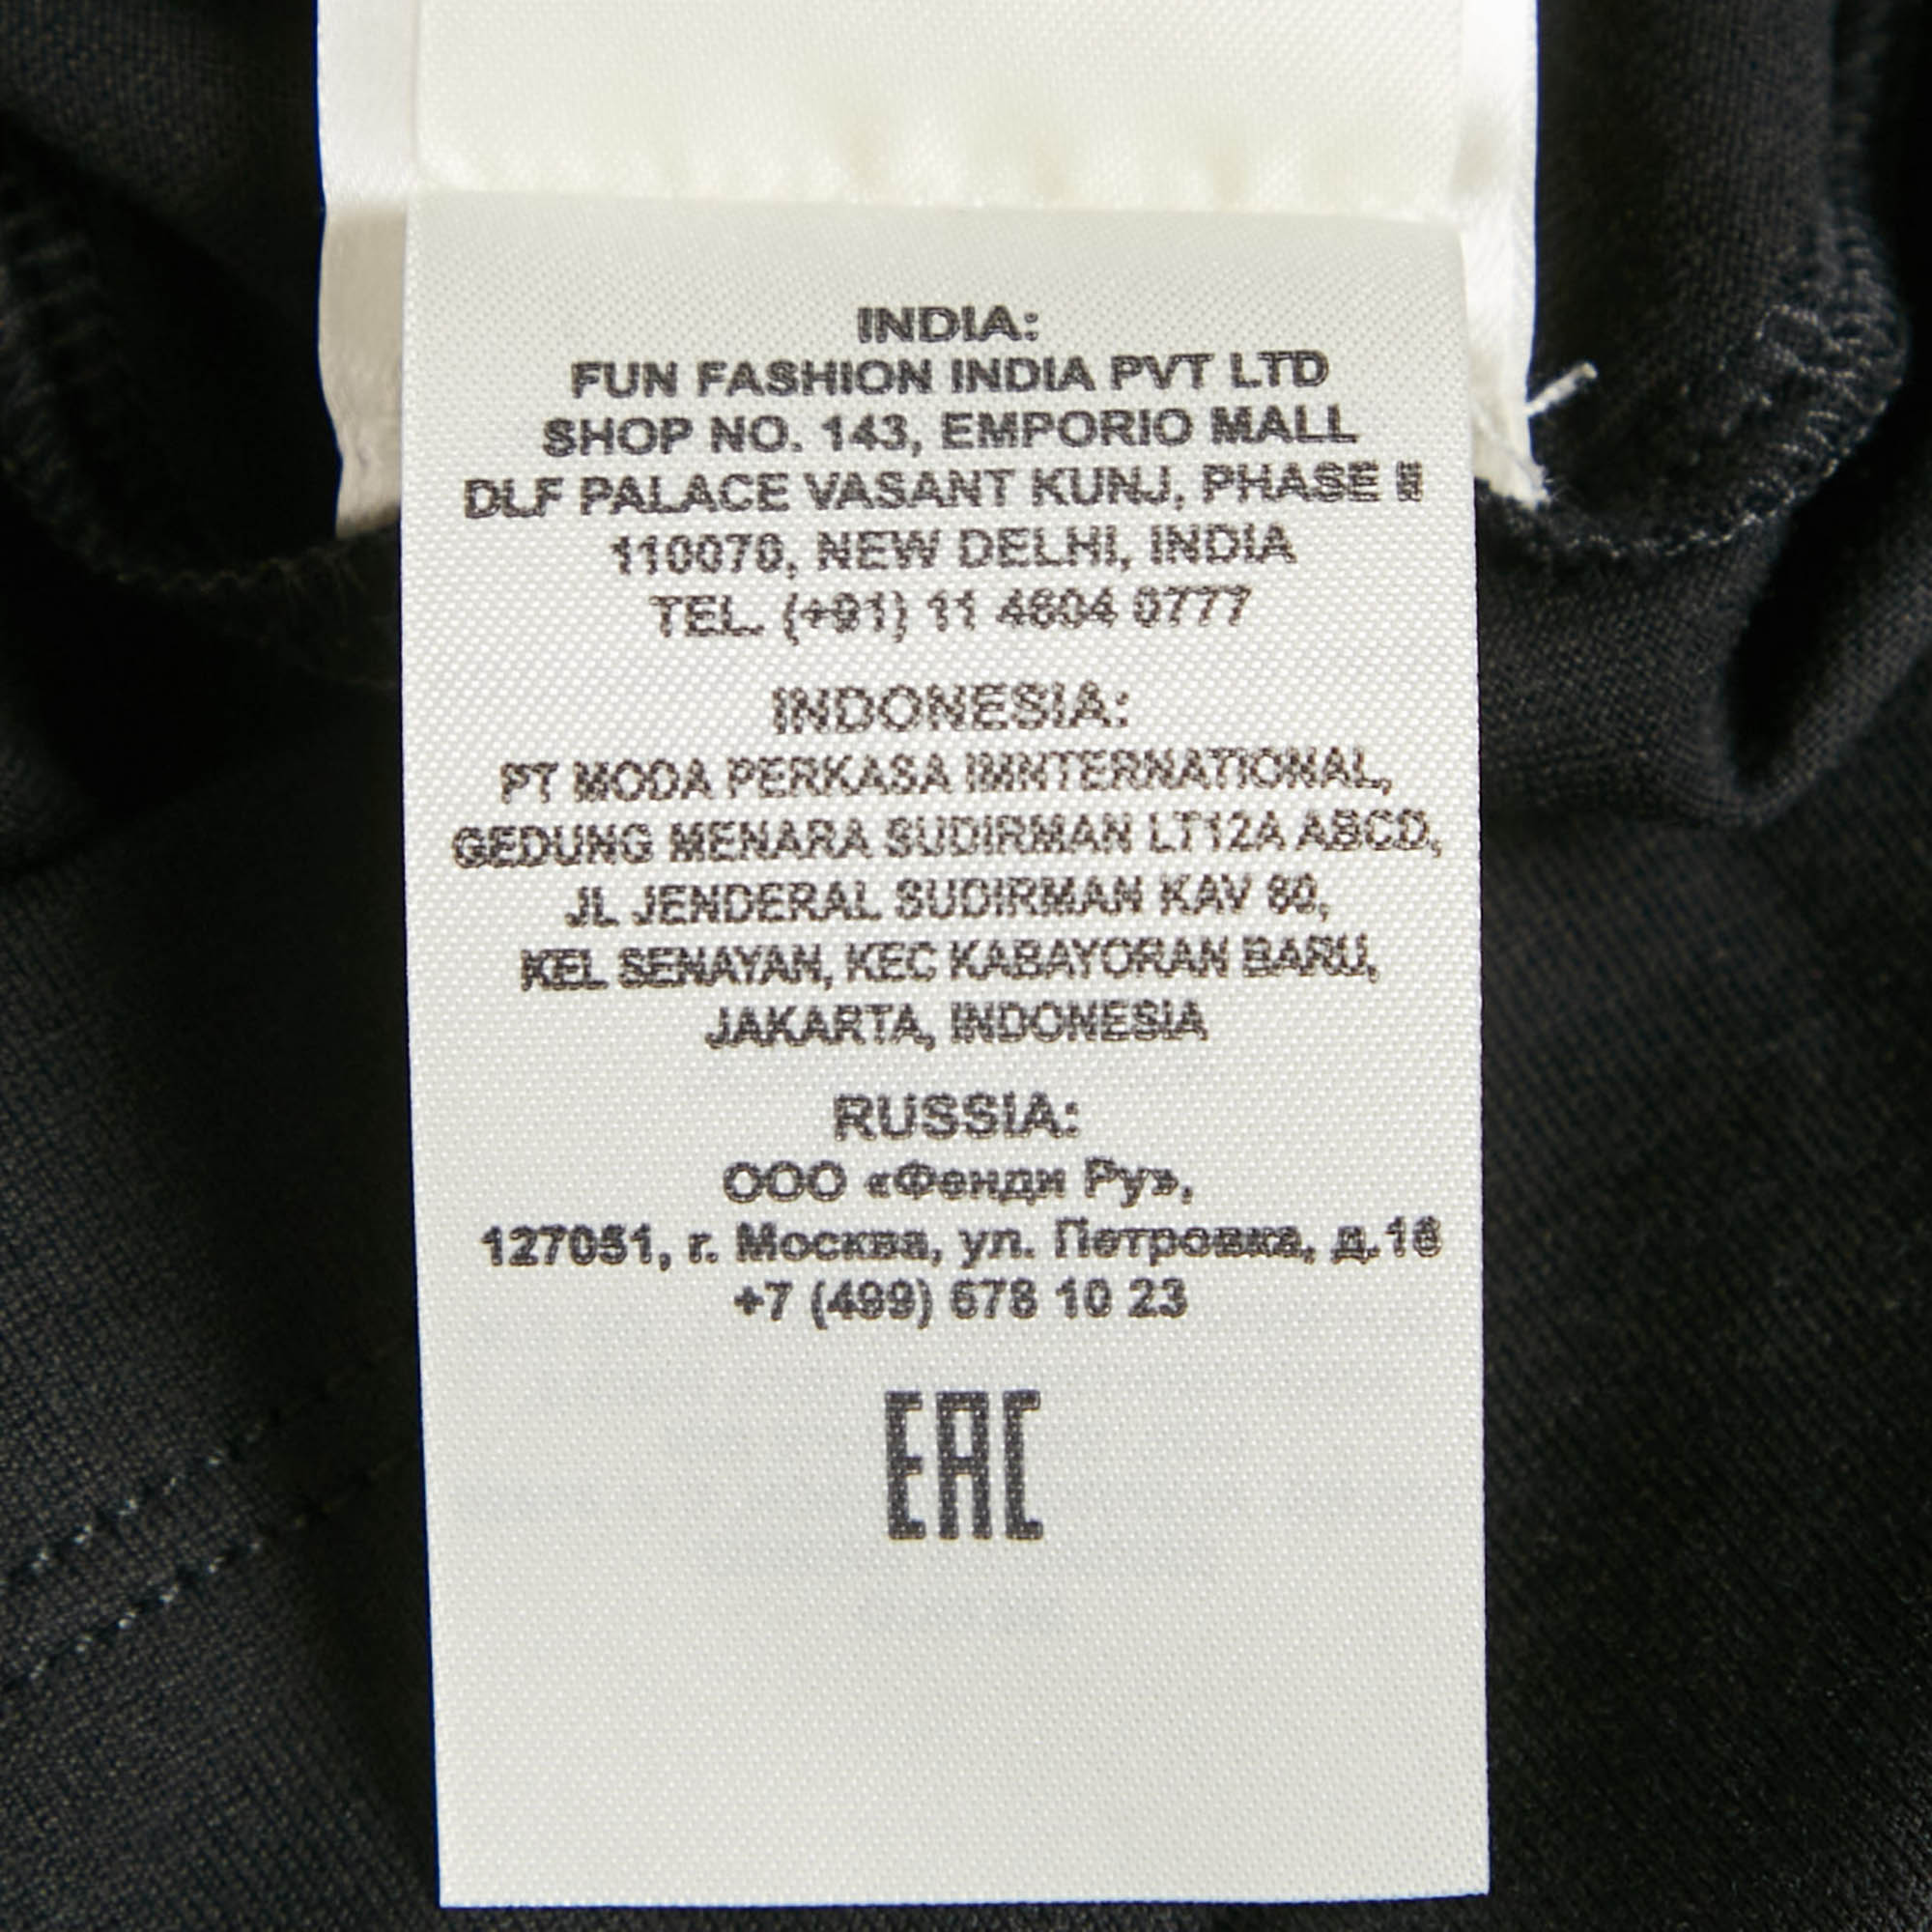 INDIA:
FUN FASHION INDIA PVT LTD
SHOP NO. 143, EMPORIO MALL
DLF PALACE VASANT KUNJ, PHASE II
110070, NEW DELHI, INDIA
TEL. (+91) 11 4604 0777
INDONESIA:
PT MODA PERKASA IMNTERNATIONAL,
GEDUNG MENARA SUDIRMAN LT12A ABCD,
JL JENDERAL SUDIRMAN KAV 60,
KEL SENAYAN, KEC KABAYORAN BARU,
JAKARTA, INDONESIA
RUSSIA:
ООО «Фенди Ру»,
127051, г. Москва, ул. Петровка, д.16
+7 (499) 678 10 23
EAC